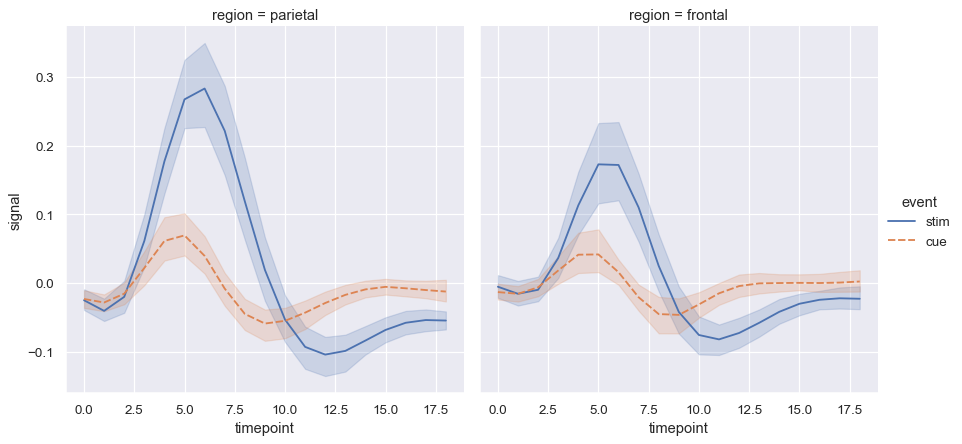 region = parietal
region = frontal
signal
0.3
0.2
0.1
0.0
−0.1
0.0 2.5 5.0 7.5 10.0 12.5 15.0 17.5
timepoint
0.0 2.5 5.0 7.5 10.0 12.5 15.0 17.5
timepoint
event
stim
cue